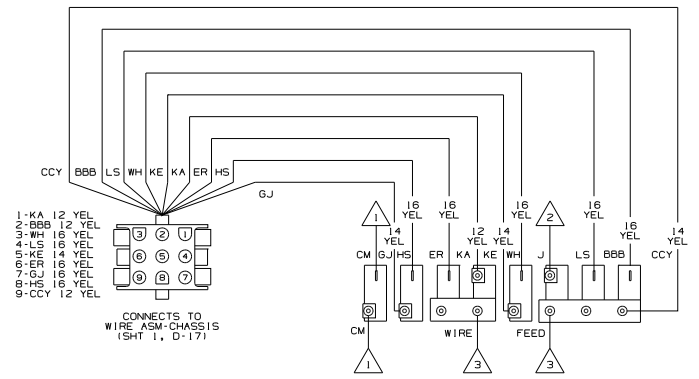 CCY BBB LS WH KE KA ER HS
GJ
1-KA 12 YEL
2-BBB 12 YEL
3-WH 16 YEL
4-LS 16 YEL
5-KE 14 YEL
6-ER 16 YEL
7-GJ 16 YEL
8-HS 16 YEL
9-CCY 12 YEL
3 2 1
6 5 4
9 8 7
CONNECTS TO
WIRE ASM-CHASSIS
(SHT 1, D-17)
1
14 YEL
16 YEL
16 YEL
12 YEL
14 YEL
16 YEL
2
16 YEL
16 YEL
14 YEL
CM GJ HS ER KA KE WH J LS BBB CCY
CM WIRE FEED
1 3 3